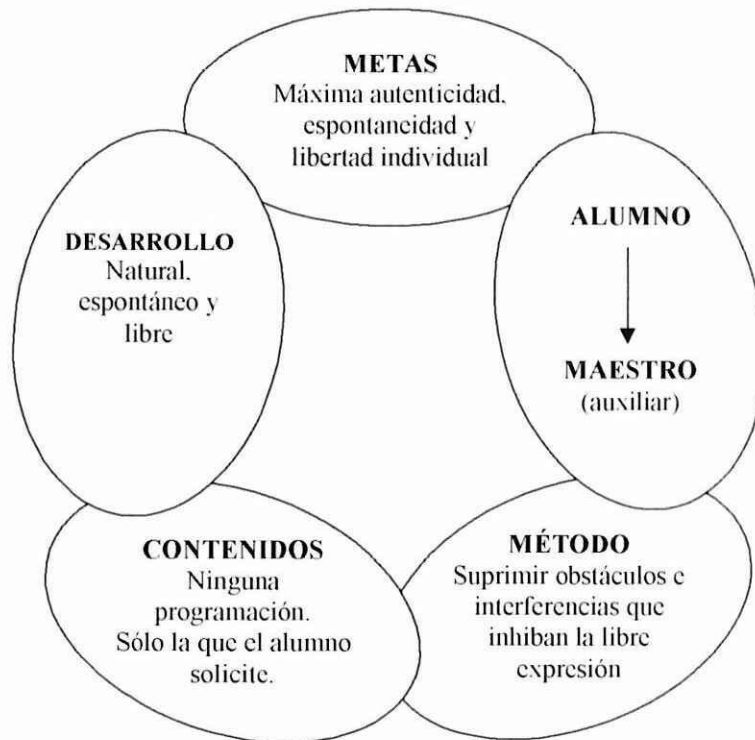 METAS
Máxima autenticidad,
espontaneidad y
libertad individual
ALUMNO
MAESTRO
(auxiliar)
MÉTODO
Suprimir obstáculos e
interferencias que
inhiban la libre
expresión
CONTENIDOS
Ninguna
programación.
Sólo la que el alumno
solicite.
DESARROLLO
Natural,
espontáneo y
libre